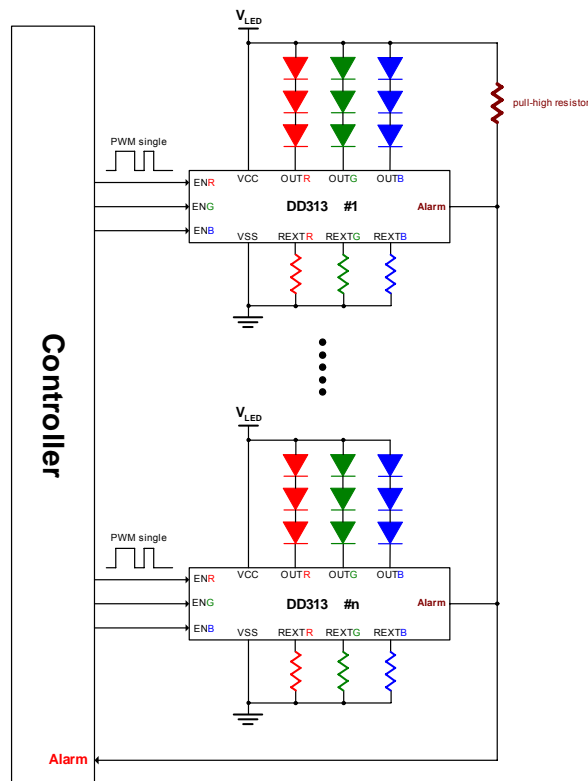 VLED
pull-high resistor
PWM single
ENR
ENG
ENB
VCC
OUTR
OUTG
OUTB
DD313 #1
Alarm
VSS
REXTR
REXTG
REXTB
Controller
VLED
PWM single
ENR
ENG
ENB
VCC
OUTR
OUTG
OUTB
DD313 #n
Alarm
VSS
REXTR
REXTG
REXTB
Alarm